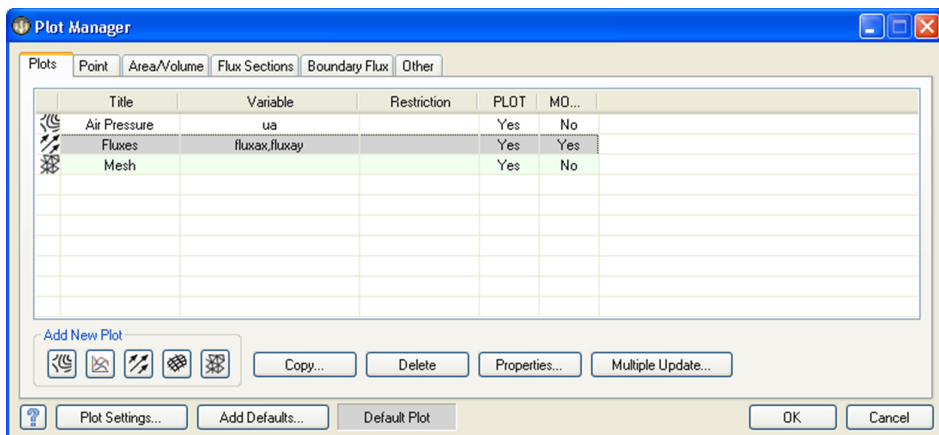 Plot Manager
Plots Point Area/Volume Flux Sections Boundary Flux Other
Title Variable Restriction PLOT MO...
Air Pressure ua Yes No
Fluxes fluxax,fluxay Yes Yes
Mesh Yes No
Add New Plot
Copy... Delete Properties... Multiple Update...
? Plot Settings... Add Defaults... Default Plot OK Cancel